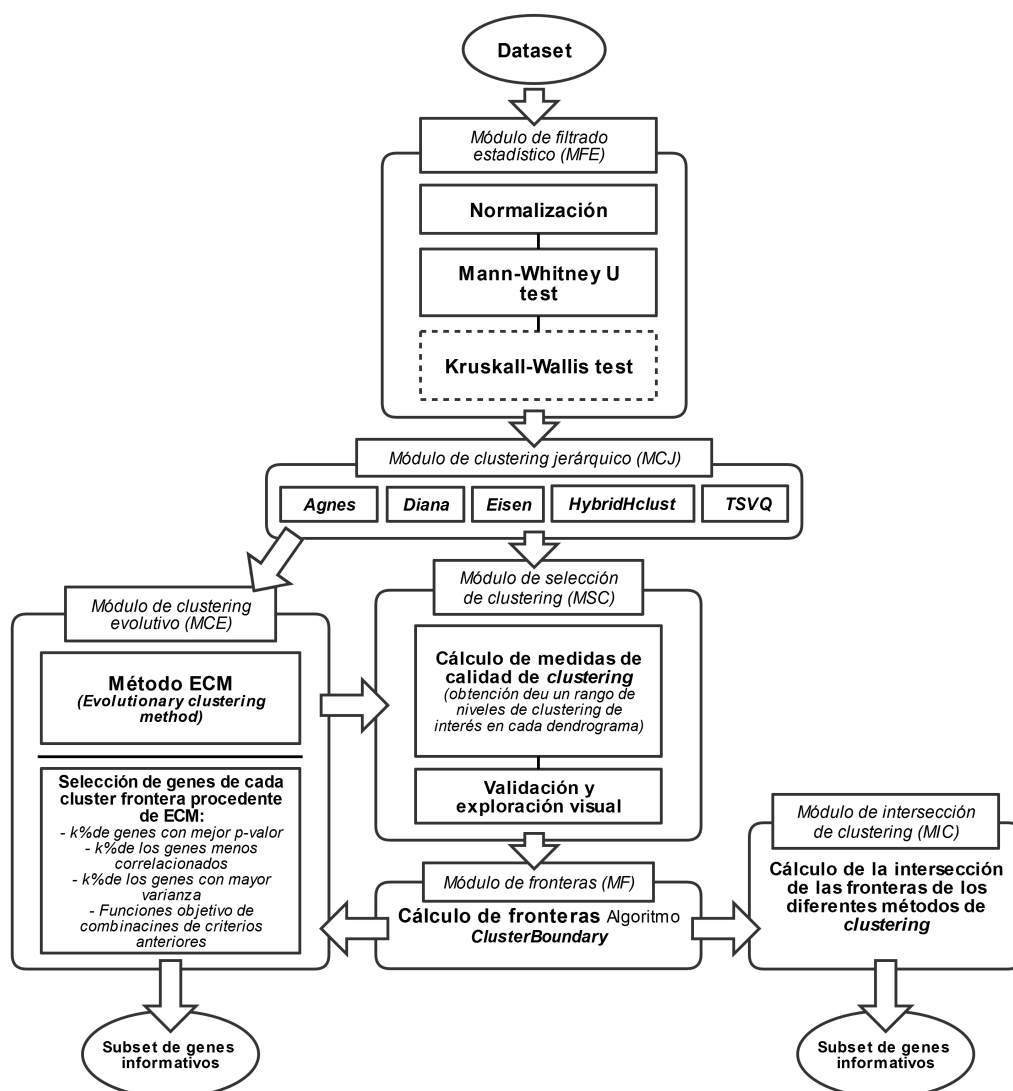 Dataset
Módulo de filtrado
estadístico (MFE)
Normalización
Mann-Whitney U
test
Kruskall-Wallis test
Módulo de clustering jerárquico (MCJ)
Agnes
Diana
Eisen
HybridHclust
TSVQ
Módulo de clustering
evolutivo (MCE)
Método ECM
(Evolutionary clustering
method)
Selección de genes de cada
cluster frontera procedente
de ECM:
- k%de genes con mejor p-valor
- k%de los genes menos
correlacionados
- k%de los genes con mayor
varianza
- Funciones objetivo de
combinacines de criterios
anteriores
Módulo de selección
de clustering (MSC)
Cálculo de medidas de
calidad de clustering
(obtención deu un rango de
niveles de clustering de
interés en cada dendrograma)
Validación y
exploración visual
Módulo de fronteras (MF)
Cálculo de fronteras Algoritmo
ClusterBoundary
Módulo de intersección
de clustering (MIC)
Cálculo de la intersección
de las fronteras de los
diferentes métodos de
clustering
Subset de genes
informativos
Subset de genes
informativos